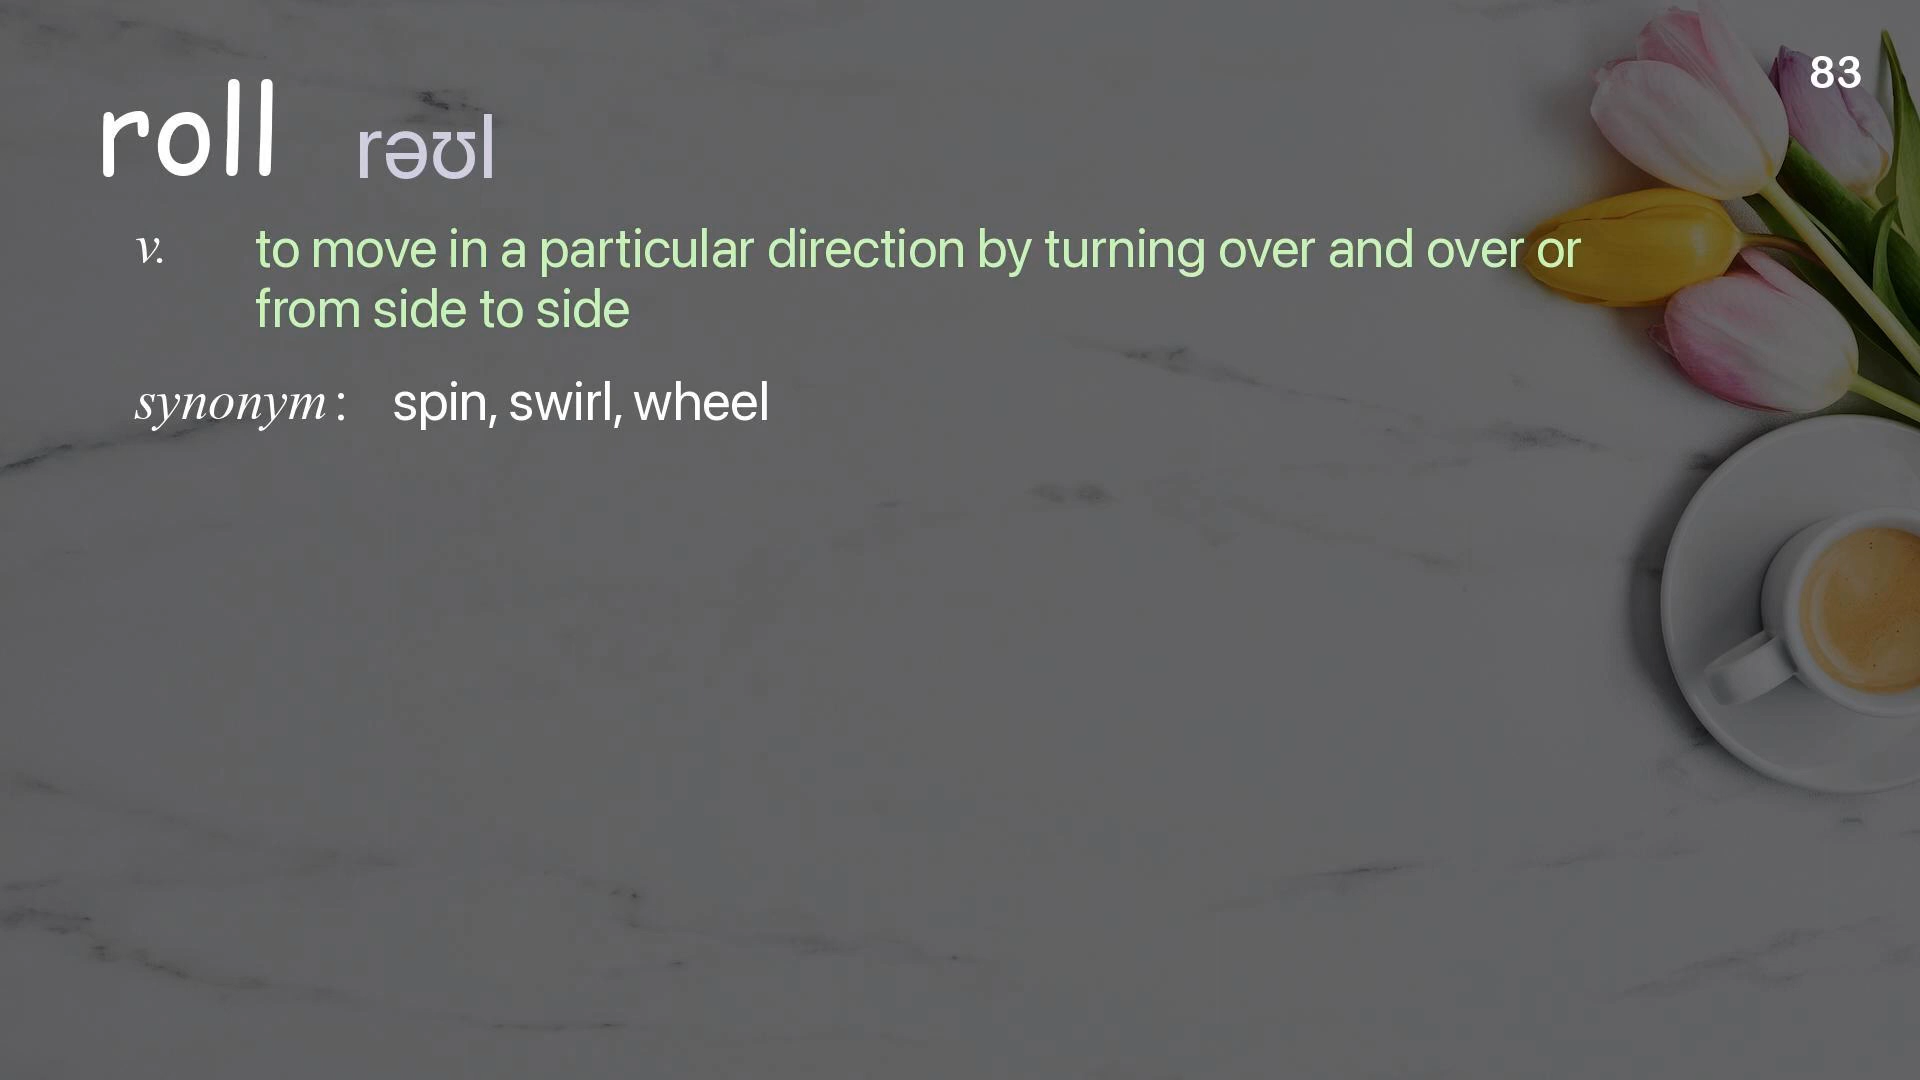 83
roll rəʊl
v. to move in a particular direction by turning over and over or
from side to side
synonym: spin, swirl, wheel